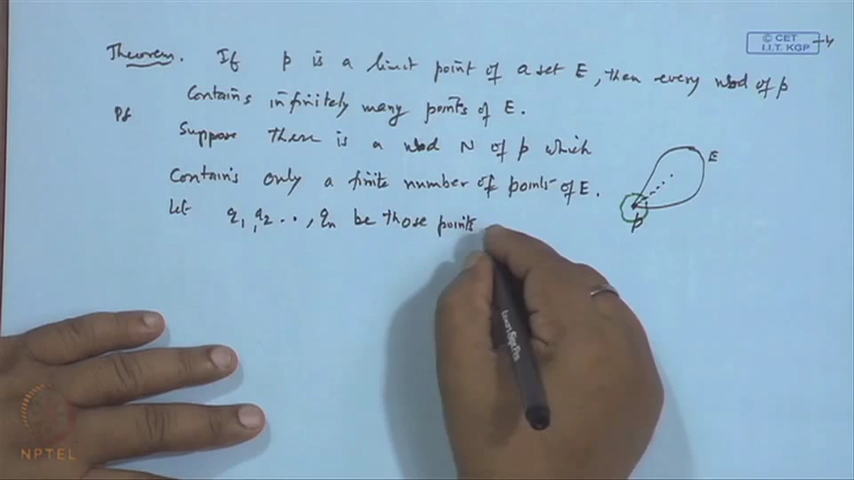 © CET
I.I.T. KGP
Theorem. If p is a limit point of a set E, then every nbd of p
Contains infinitely many points of E.
Pf Suppose there is a nbd N of p which
Contains only a finite number of points of E.
Let q1, q2 .., qn be those points
E
p
NPTEL